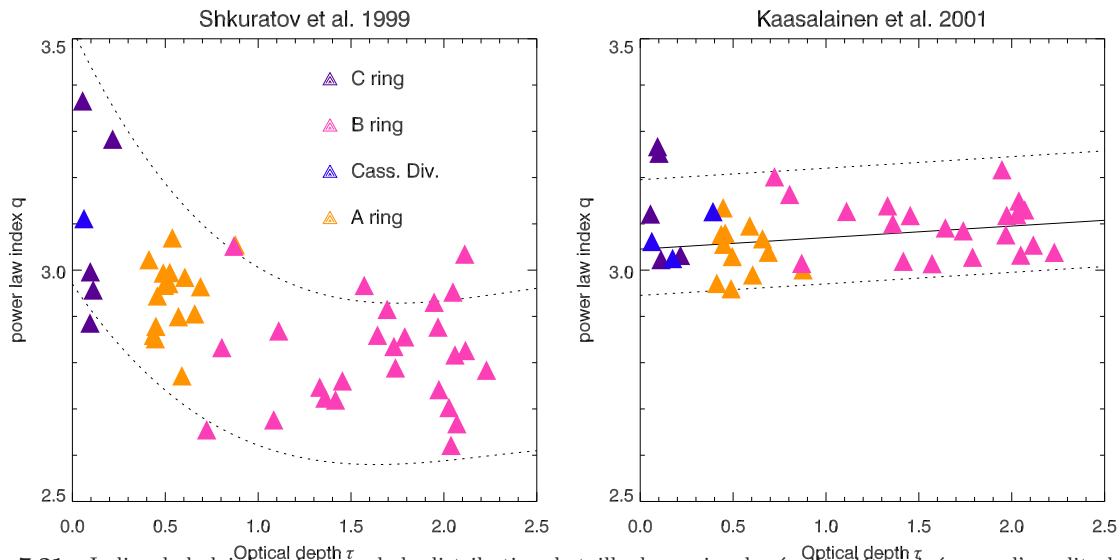 Shkuratov et al. 1999
Kaasalainen et al. 2001
3.5
3.0
2.5
power law index q
C ring
B ring
Cass. Div.
A ring
0.0 0.5 1.0 1.5 2.0 2.5
Optical depth τ
3.5
3.0
2.5
power law index q
0.0 0.5 1.0 1.5 2.0 2.5
Optical depth τ